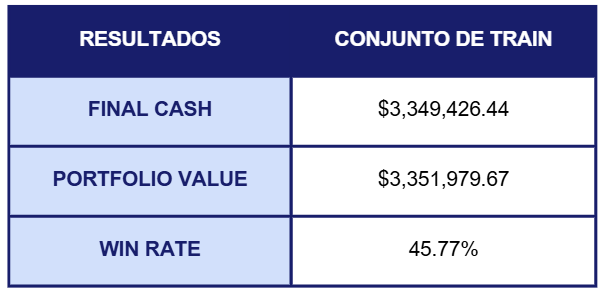 RESULTADOS CONJUNTO DE TRAIN
FINAL CASH $3,349,426.44
PORTFOLIO VALUE $3,351,979.67
WIN RATE 45.77%